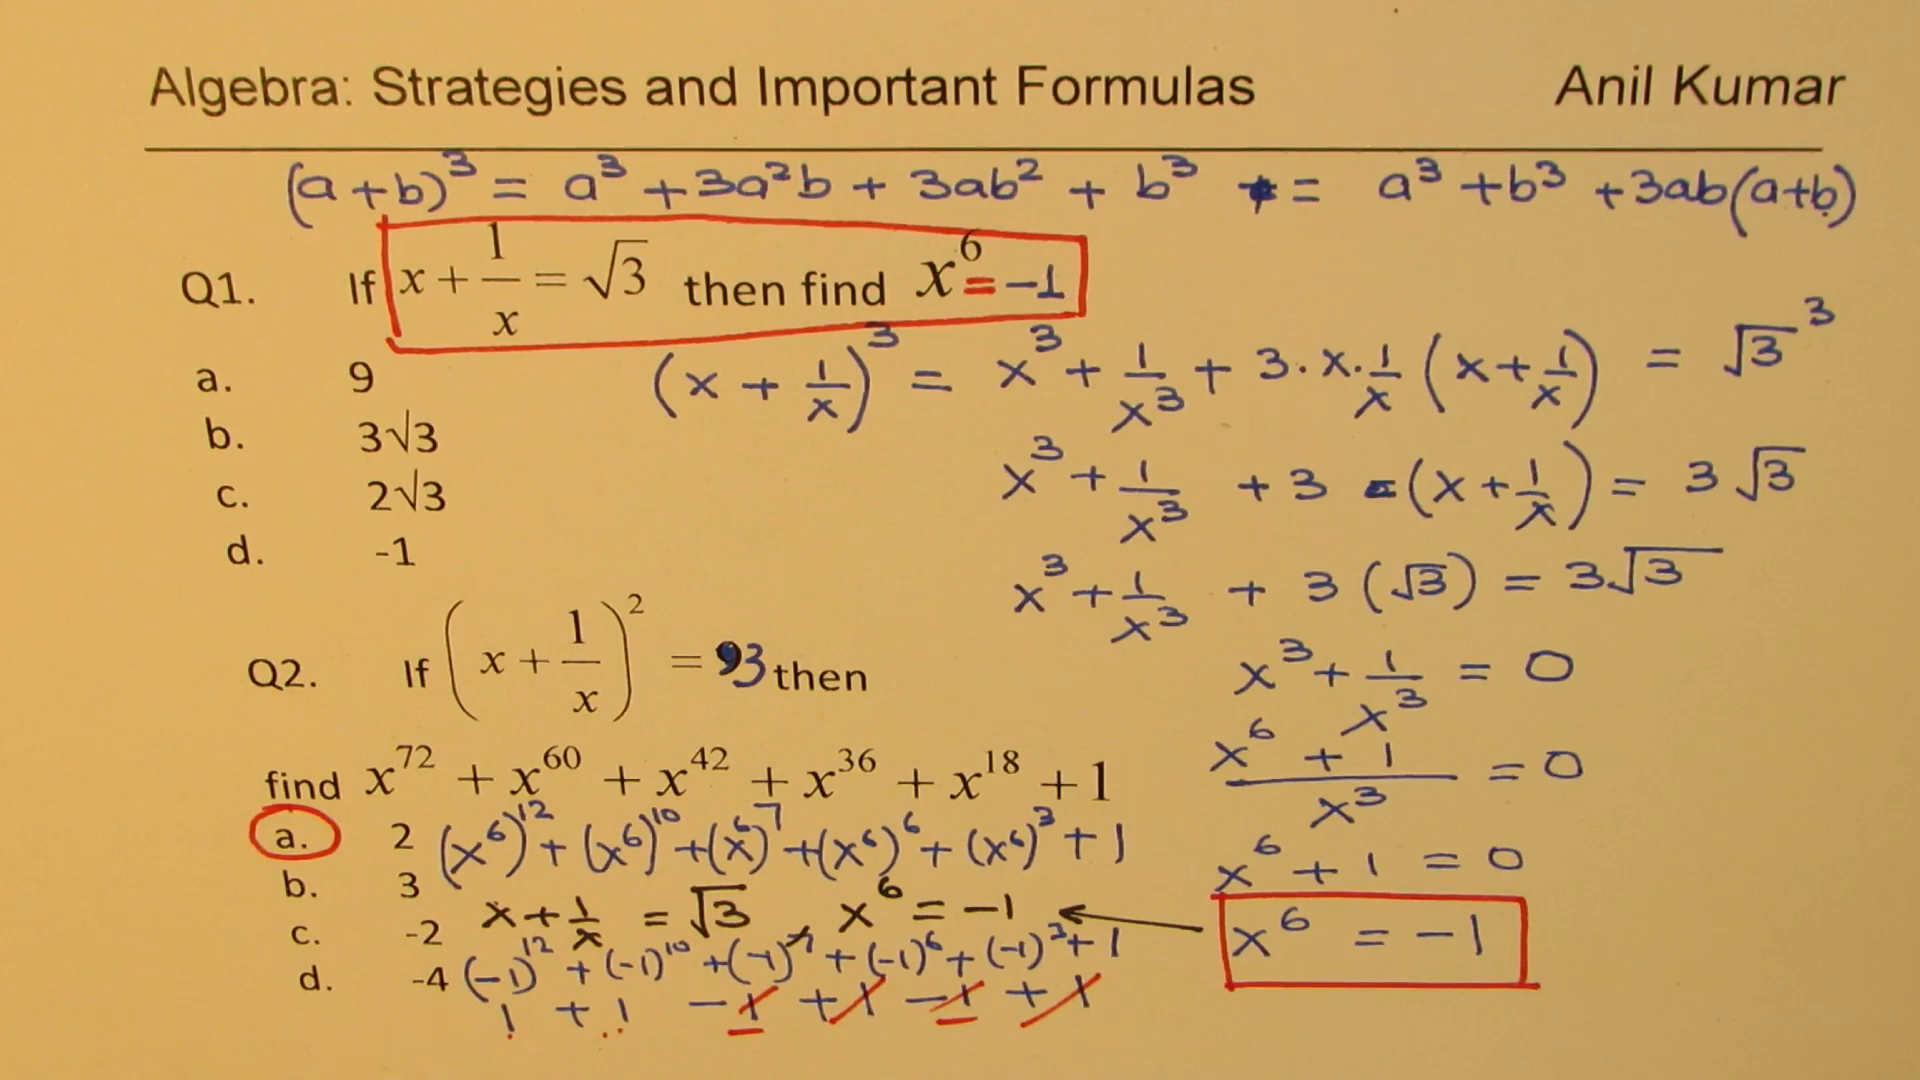 Algebra: Strategies and Important Formulas Anil Kumar
(a+b)³ = a³ + 3a²b + 3ab² + b³ = a³ + b³ + 3ab(a+b)
Q1. If x + 1/x = √3 then find x⁶ = -1
(x + 1/x)³ = x³ + 1/x³ + 3·x·1/x (x + 1/x) = √3³
a. 9
b. 3√3
x³ + 1/x³ + 3 (x + 1/x) = 3√3
c. 2√3
d. -1
x³ + 1/x³ + 3(√3) = 3√3
Q2. If (x + 1/x)² = 93 then
x³ + 1/x³ = 0
find x⁷² + x⁶⁰ + x⁴² + x³⁶ + x¹⁸ + 1
(x⁶ + 1)/x³ = 0
a. 2 (x⁶)¹² + (x⁶)¹⁰ + (x⁶)⁷ + (x⁶)⁶ + (x⁶)³ + 1
x⁶ + 1 = 0
b. 3
x + 1/x = √3 x⁶ = -1
x⁶ = -1
c. -2
d. -4 (-1)¹² + (-1)¹⁰ + (-1)⁷ + (-1)⁶ + (-1)³ + 1
1 + 1 - 1 + 1 - 1 + 1